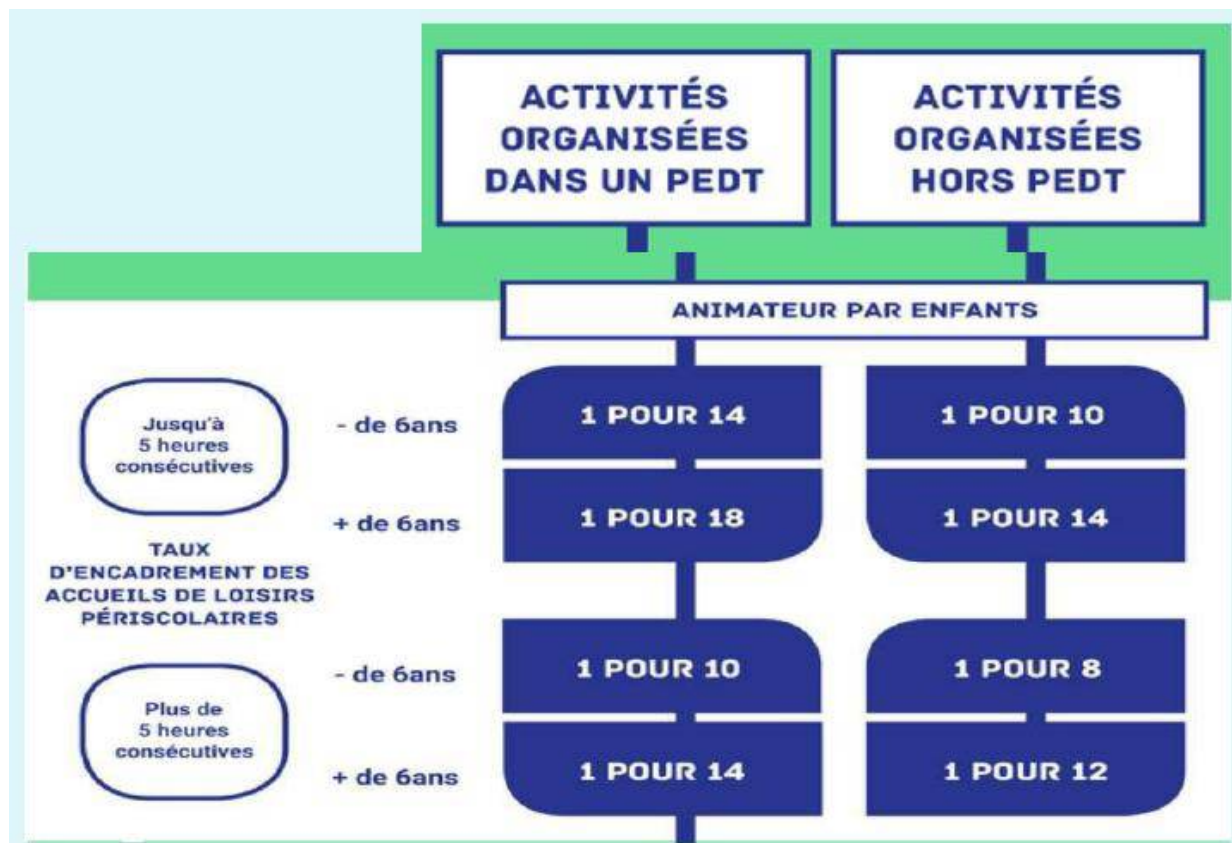 ACTIVITÉS
ORGANISÉES
DANS UN PEDT
ACTIVITÉS
ORGANISÉES
HORS PEDT
ANIMATEUR PAR ENFANTS
Jusqu'à
5 heures
consécutives
- de 6ans
1 POUR 14
1 POUR 10
+ de 6ans
1 POUR 18
1 POUR 14
TAUX
D'ENCADREMENT DES
ACCUEILS DE LOISIRS
PÉRISCOLAIRES
Plus de
5 heures
consécutives
- de 6ans
1 POUR 10
1 POUR 8
+ de 6ans
1 POUR 14
1 POUR 12